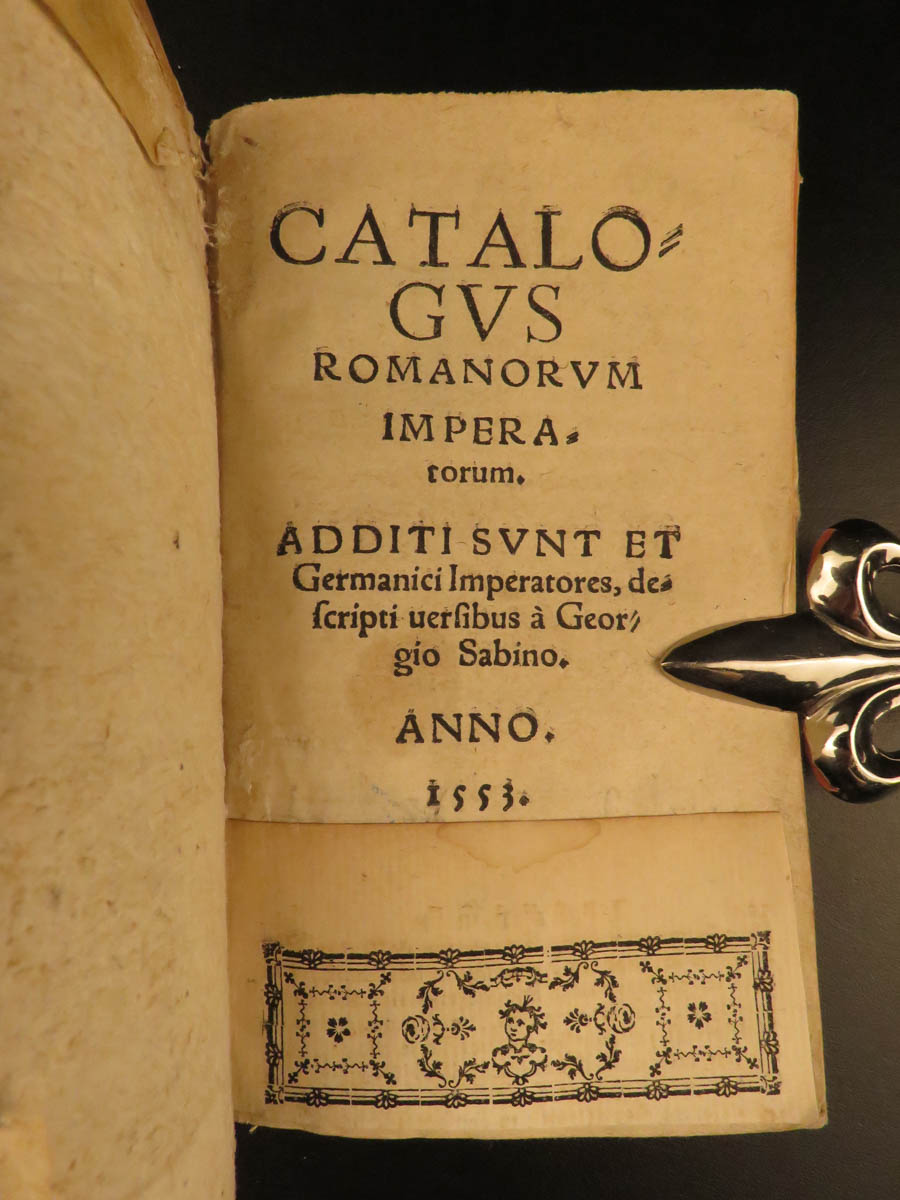 CATALO⸗
GVS
ROMANORVM
IMPERA⸗
torum.
ADDITI SVNT ET
Germanici Imperatores, de⸗
ſcripti uerſibus à Geor⸗
gio Sabino.
ANNO.
1553.